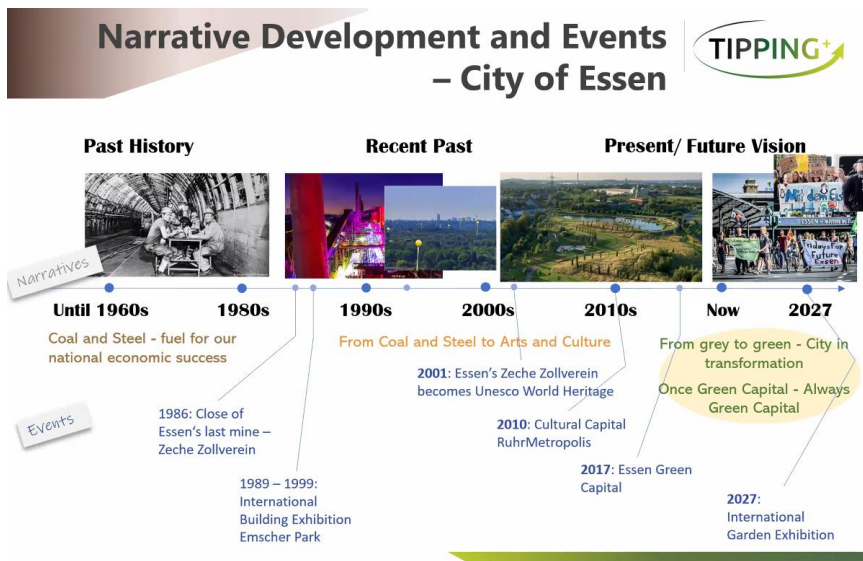 Narrative Development and Events
– City of Essen
TIPPING+
Past History
Recent Past
Present/ Future Vision
Narratives
Until 1960s
1980s
1990s
2000s
2010s
Now
2027
Coal and Steel - fuel for our
national economic success
From Coal and Steel to Arts and Culture
From grey to green - City in
transformation
Once Green Capital - Always
Green Capital
Events
1986: Close of
Essen's last mine –
Zeche Zollverein
1989 – 1999:
International
Building Exhibition
Emscher Park
2001: Essen's Zeche Zollverein
becomes Unesco World Heritage
2010: Cultural Capital
RuhrMetropolis
2017: Essen Green
Capital
2027:
International
Garden Exhibition
Future
Essen